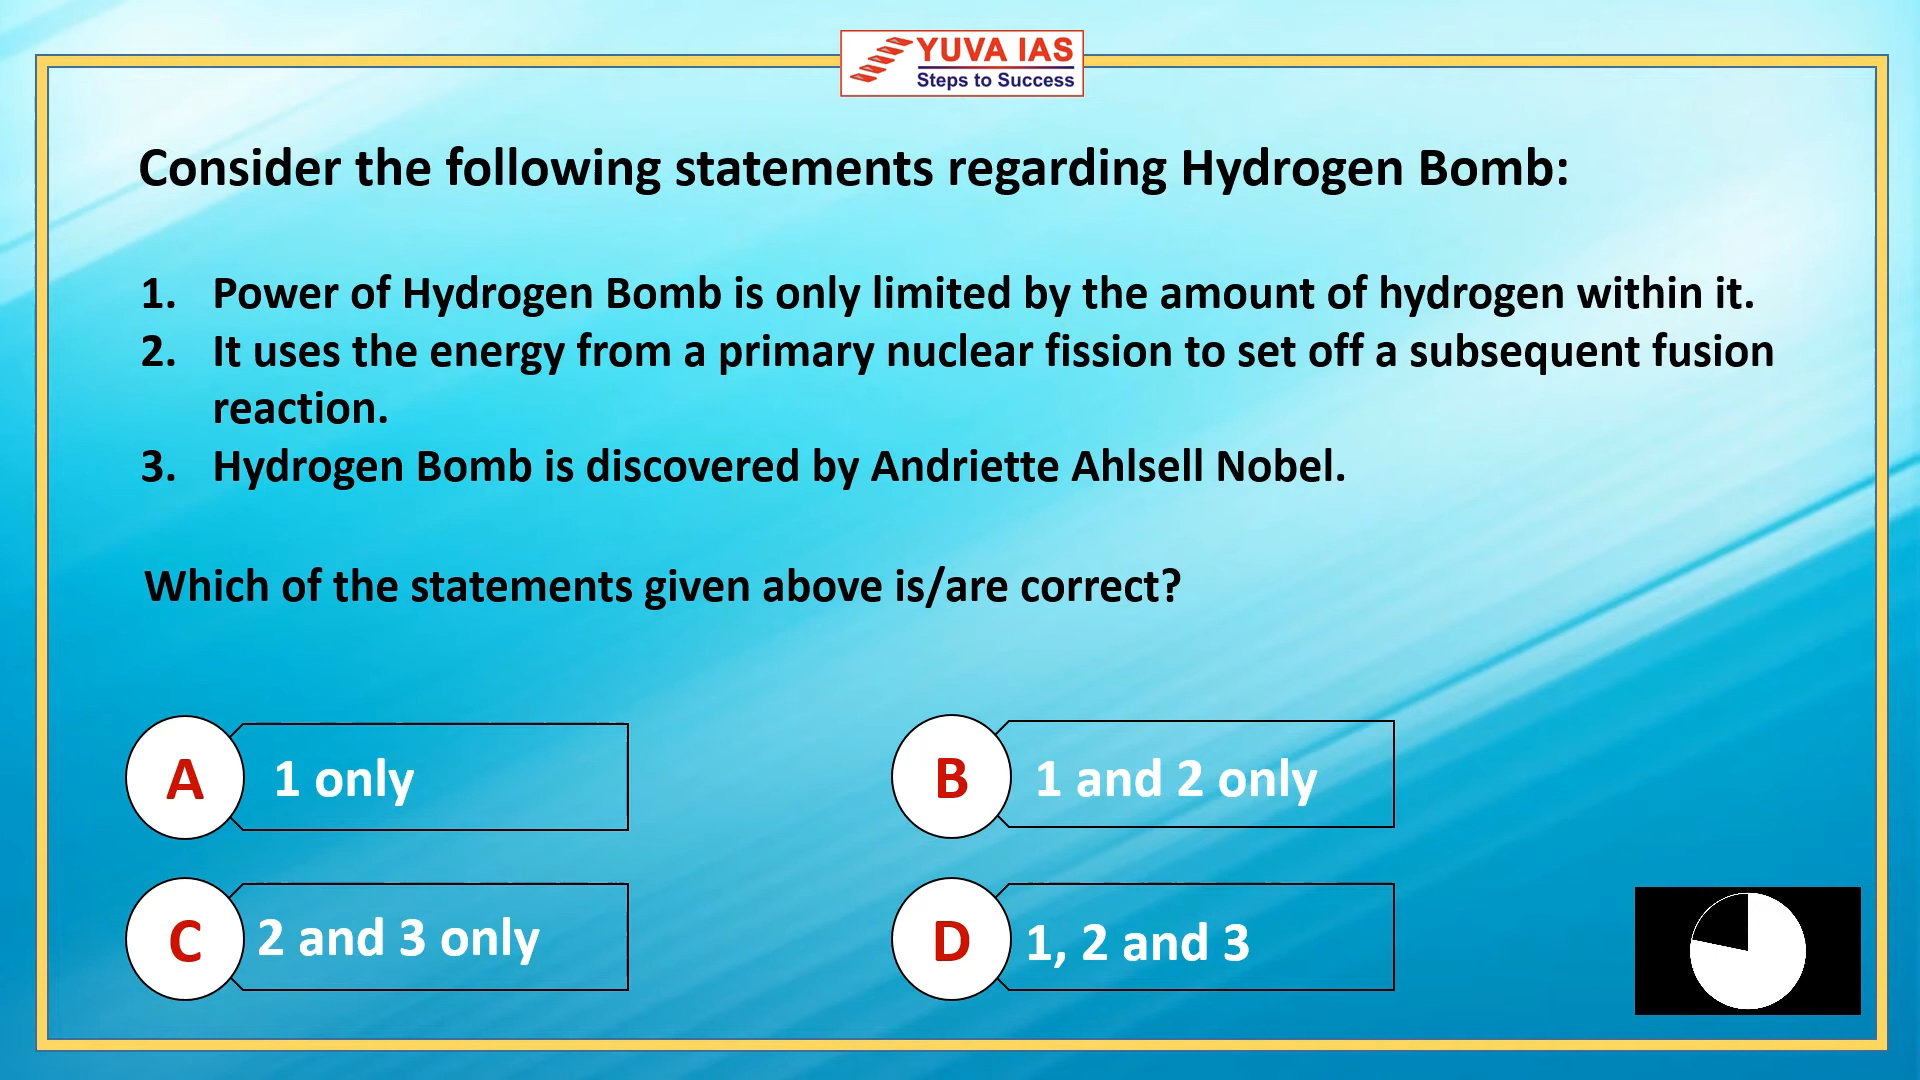 YUVA IAS
Steps to Success
Consider the following statements regarding Hydrogen Bomb:
1. Power of Hydrogen Bomb is only limited by the amount of hydrogen within it.
2. It uses the energy from a primary nuclear fission to set off a subsequent fusion
reaction.
3. Hydrogen Bomb is discovered by Andriette Ahlsell Nobel.
Which of the statements given above is/are correct?
A 1 only
B 1 and 2 only
C 2 and 3 only
D 1, 2 and 3